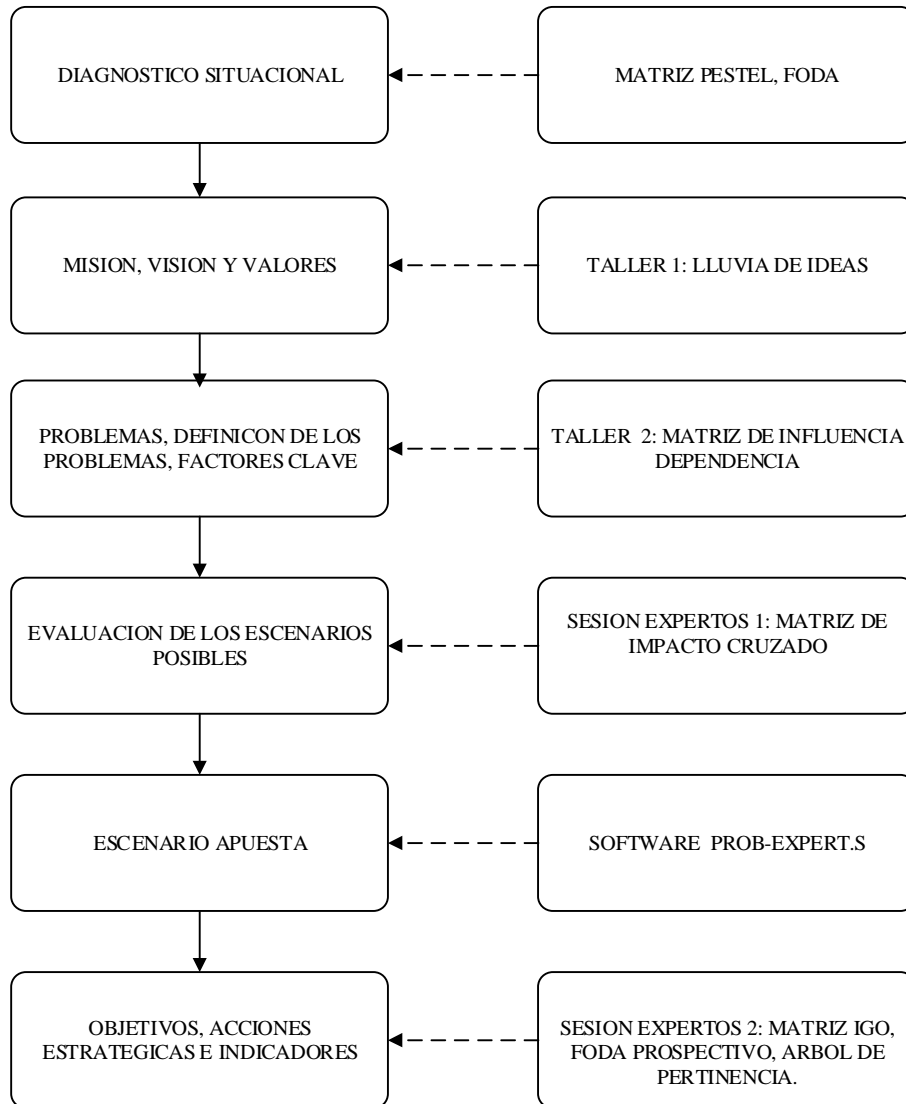 DIAGNOSTICO SITUACIONAL
MATRIZ PESTEL, FODA
MISION, VISION Y VALORES
TALLER 1: LLUVIA DE IDEAS
PROBLEMAS, DEFINICON DE LOS
PROBLEMAS, FACTORES CLAVE
TALLER 2: MATRIZ DE INFLUENCIA
DEPENDENCIA
EVALUACION DE LOS ESCENARIOS
POSIBLES
SESION EXPERTOS 1: MATRIZ DE
IMPACTO CRUZADO
ESCENARIO APUESTA
SOFTWARE PROB-EXPERT.S
OBJETIVOS, ACCIONES
ESTRATEGICAS E INDICADORES
SESION EXPERTOS 2: MATRIZ IGO,
FODA PROSPECTIVO, ARBOL DE
PERTINENCIA.